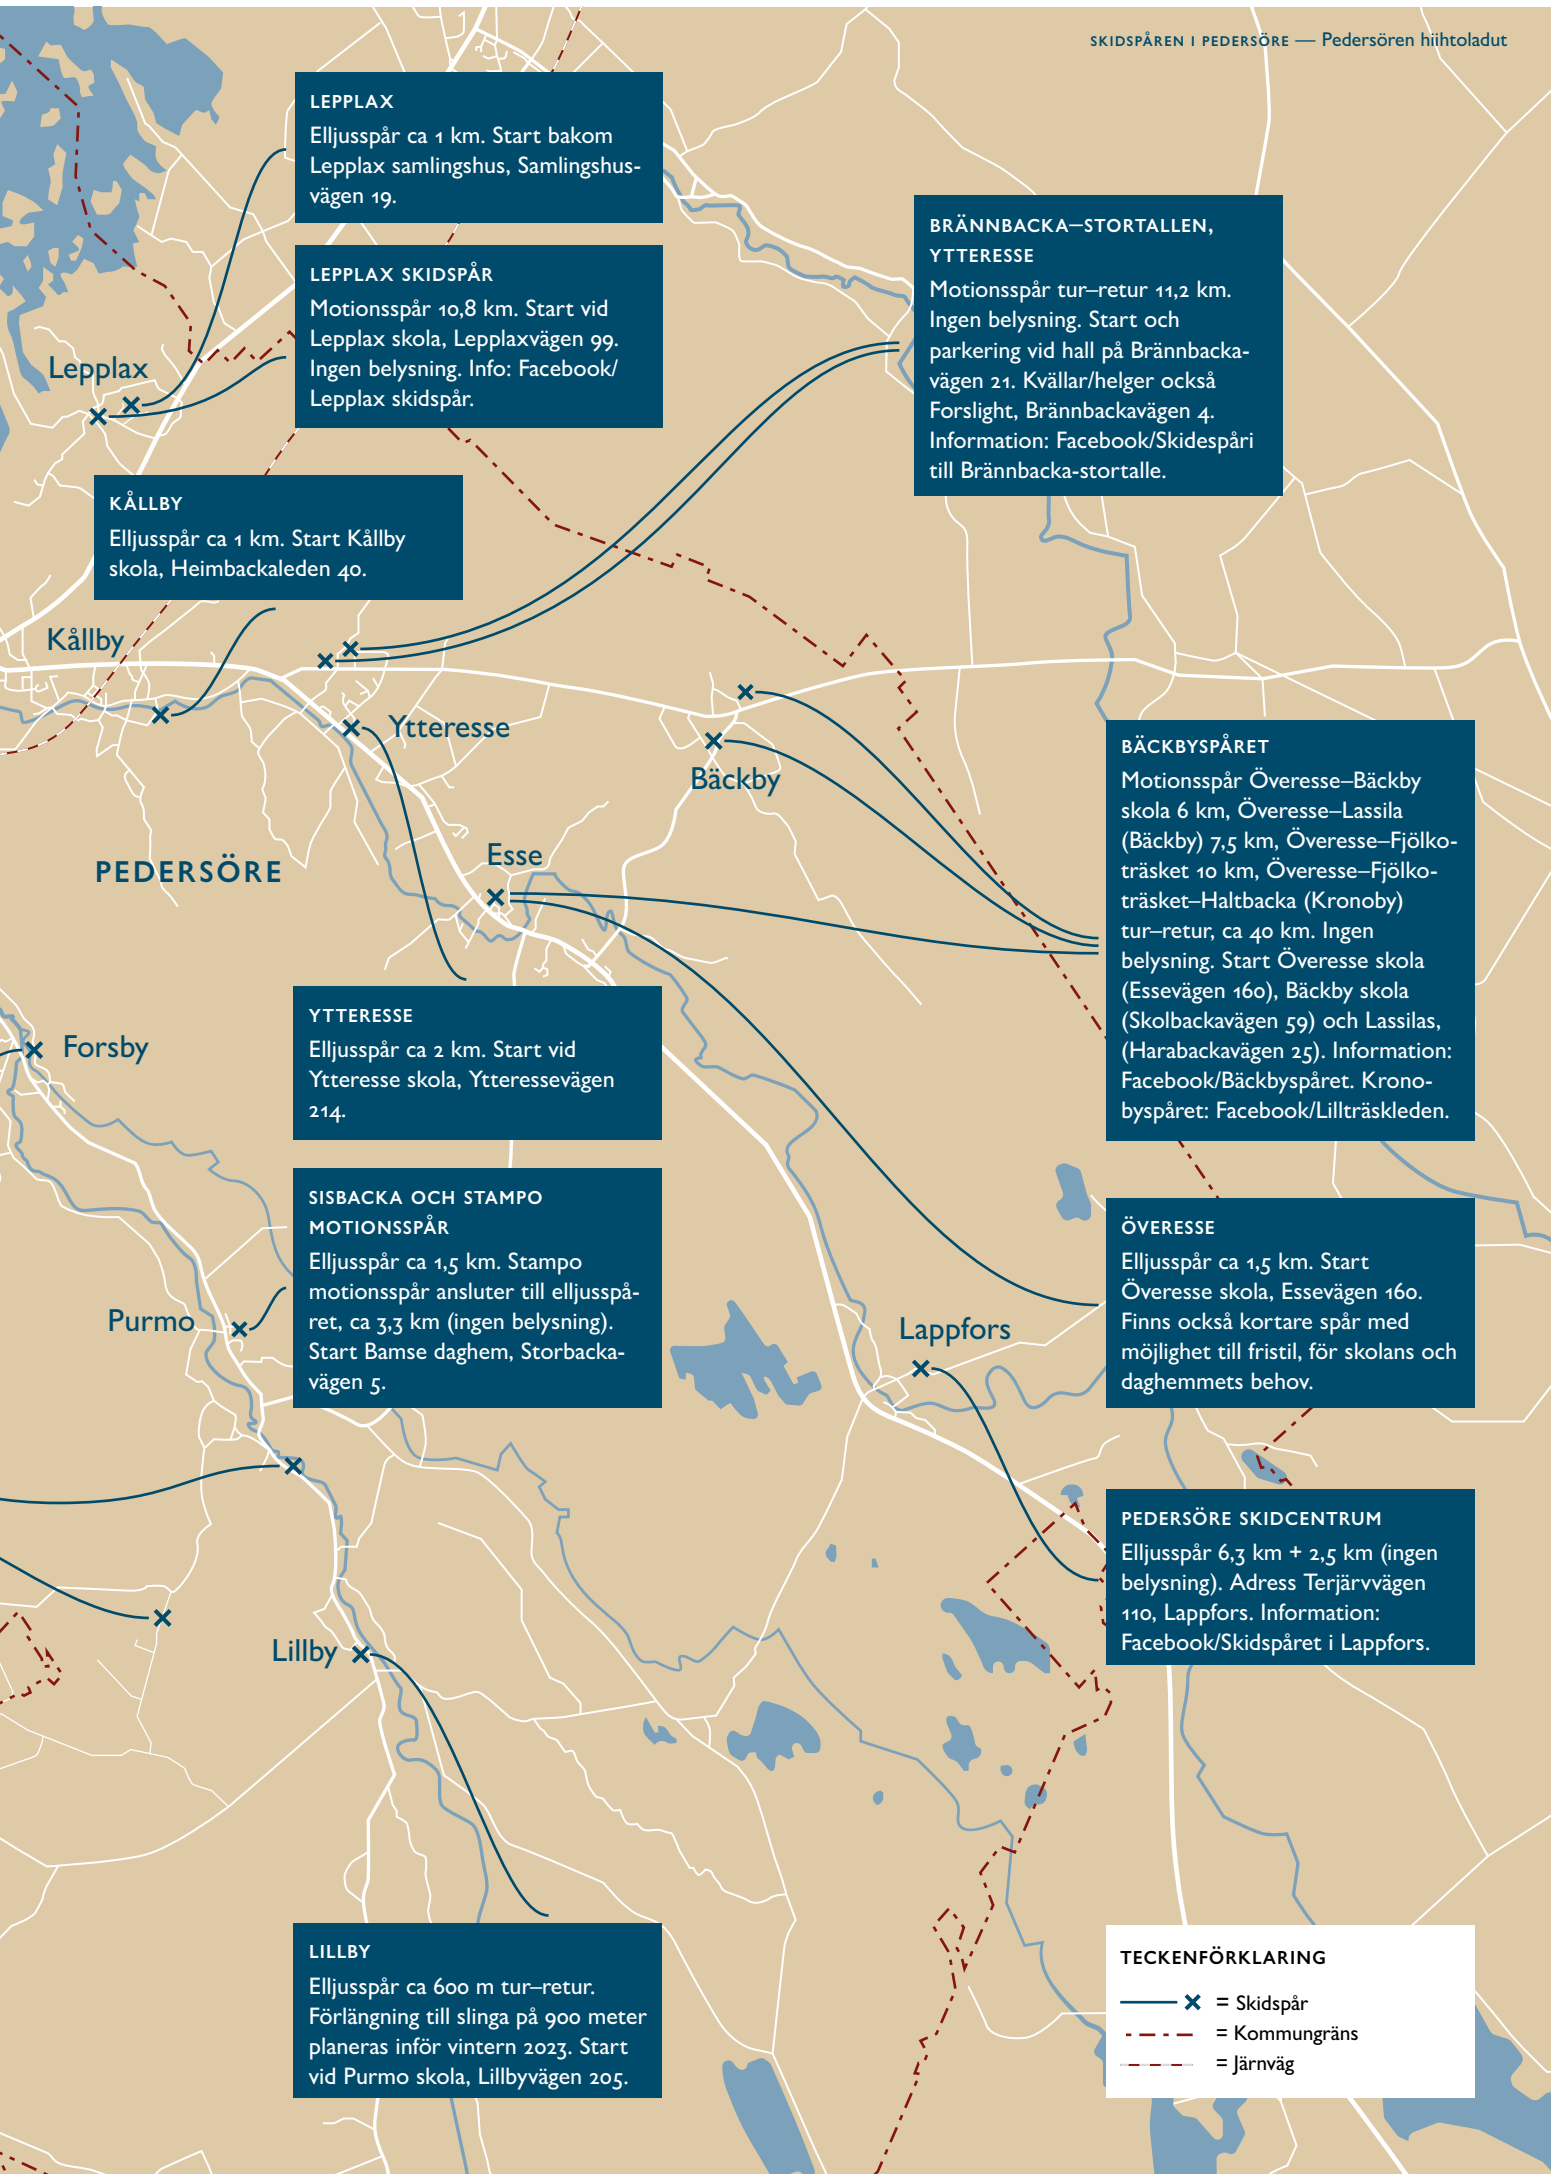 SKIDSPÅREN I PEDERSÖRE — Pedersören hiihtoladut
LEPPLAX
Elljusspår ca 1 km. Start bakom
Lepplax samlingshus, Samlingshus-
vägen 19.
LEPPLAX SKIDSPÅR
Motionsspår 10,8 km. Start vid
Lepplax skola, Lepplaxvägen 99.
Ingen belysning. Info: Facebook/
Lepplax skidspår.
BRÄNNBACKA–STORTALLEN,
YTTERESSE
Motionsspår tur–retur 11,2 km.
Ingen belysning. Start och
parkering vid hall på Brännbacka-
vägen 21. Kvällar/helger också
Forslight, Brännbackavägen 4.
Information: Facebook/Skidespåri
till Brännbacka-stortalle.
Lepplax
KÅLLBY
Elljusspår ca 1 km. Start Kållby
skola, Heimbackaleden 40.
Kållby
Ytteresse
Bäckby
Esse
PEDERSÖRE
BÄCKBYSPÅRET
Motionsspår Överesse–Bäckby
skola 6 km, Överesse–Lassila
(Bäckby) 7,5 km, Överesse–Fjölko-
träsket 10 km, Överesse–Fjölko-
träsket–Haltbacka (Kronoby)
tur–retur, ca 40 km. Ingen
belysning. Start Överesse skola
(Essevägen 160), Bäckby skola
(Skolbackavägen 59) och Lassilas,
(Harabackavägen 25). Information:
Facebook/Bäckbyspåret. Krono-
byspåret: Facebook/Lillträskleden.
YTTERESSE
Elljusspår ca 2 km. Start vid
Ytteresse skola, Ytteressevägen
214.
Forsby
SISBACKA OCH STAMPO
MOTIONSSPÅR
Elljusspår ca 1,5 km. Stampo
motionsspår ansluter till elljusspå-
ret, ca 3,3 km (ingen belysning).
Start Bamse daghem, Storbacka-
vägen 5.
Purmo
ÖVERESSE
Elljusspår ca 1,5 km. Start
Överesse skola, Essevägen 160.
Finns också kortare spår med
möjlighet till fristil, för skolans och
daghemmets behov.
Lappfors
PEDERSÖRE SKIDCENTRUM
Elljusspår 6,3 km + 2,5 km (ingen
belysning). Adress Terjärvvägen
110, Lappfors. Information:
Facebook/Skidspåret i Lappfors.
Lillby
LILLBY
Elljusspår ca 600 m tur–retur.
Förlängning till slinga på 900 meter
planeras inför vintern 2023. Start
vid Purmo skola, Lillbyvägen 205.
TECKENFÖRKLARING
= Skidspår
= Kommungräns
= Järnväg